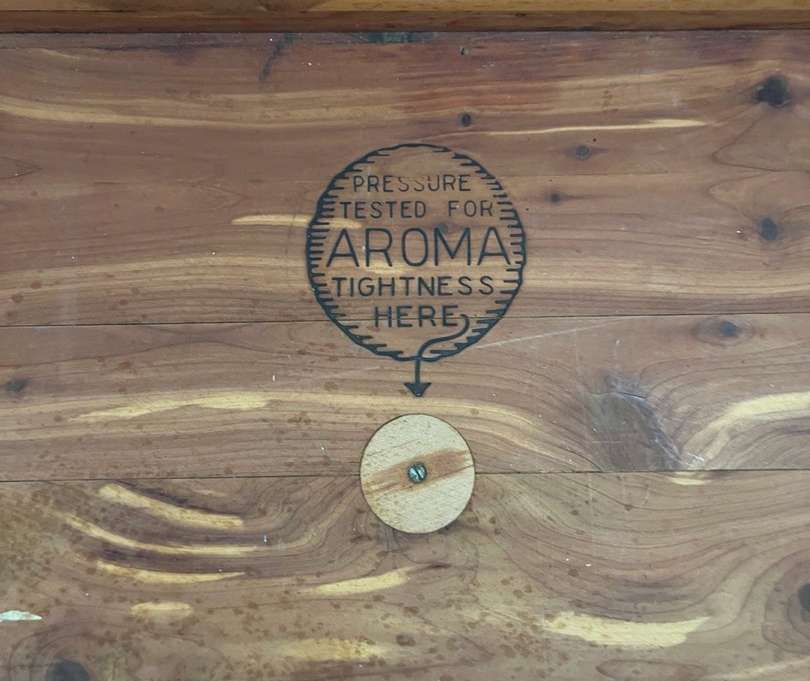 PRESSURE
TESTED FOR
AROMA
TIGHTNESS
HERE